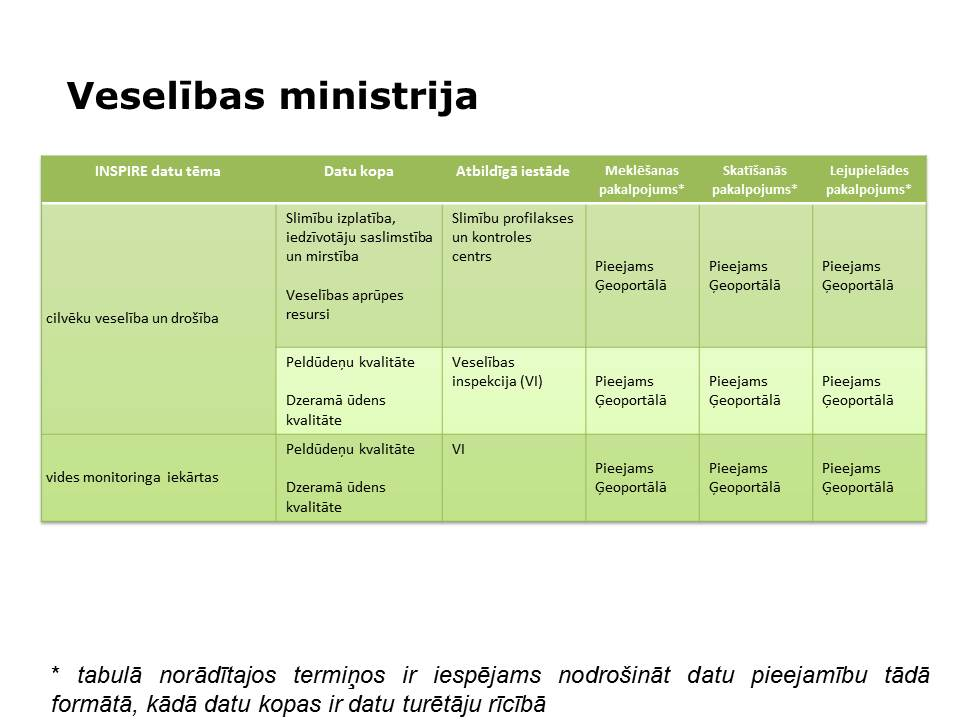 Veselības ministrija
INSPIRE datu tēma
Datu kopa
Atbildīgā iestāde
Meklēšanas
pakalpojums*
Skatīšanās
pakalpojums*
Lejupielādes
pakalpojums*
cilvēku veselība un drošība
Slimību izplatība,
iedzīvotāju saslimstība
un mirstība
Veselības aprūpes
resursi
Slimību profilakses
un kontroles
centrs
Pieejams
Ģeoportālā
Pieejams
Ģeoportālā
Pieejams
Ģeoportālā
Peldūdeņu kvalitāte
Dzeramā ūdens
kvalitāte
Veselības
inspekcija (VI)
Pieejams
Ģeoportālā
Pieejams
Ģeoportālā
Pieejams
Ģeoportālā
vides monitoringa  iekārtas
Peldūdeņu kvalitāte
Dzeramā ūdens
kvalitāte
VI
Pieejams
Ģeoportālā
Pieejams
Ģeoportālā
Pieejams
Ģeoportālā
* tabulā norādītajos termiņos ir iespējams nodrošināt datu pieejamību tādā
formātā, kādā datu kopas ir datu turētāju rīcībā